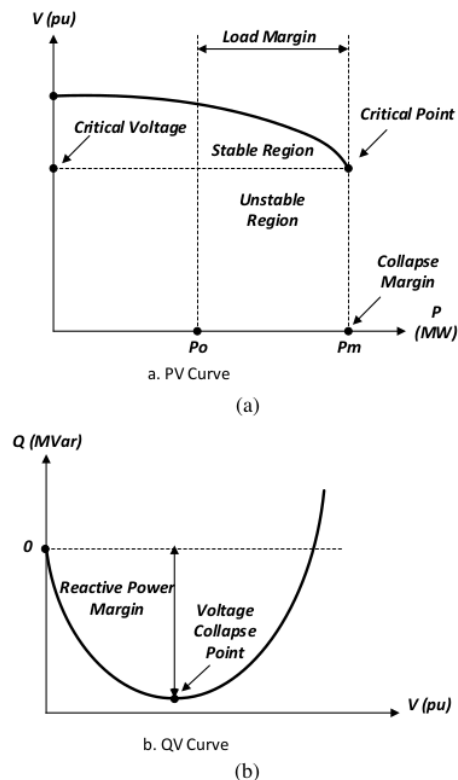 V (pu)
Load Margin
Critical Voltage
Critical Point
Stable Region
Unstable
Region
Collapse
Margin
P
(MW)
Po
Pm
a. PV Curve
(a)
Q (MVar)
0
Reactive Power
Margin
Voltage
Collapse
Point
V (pu)
b. QV Curve
(b)